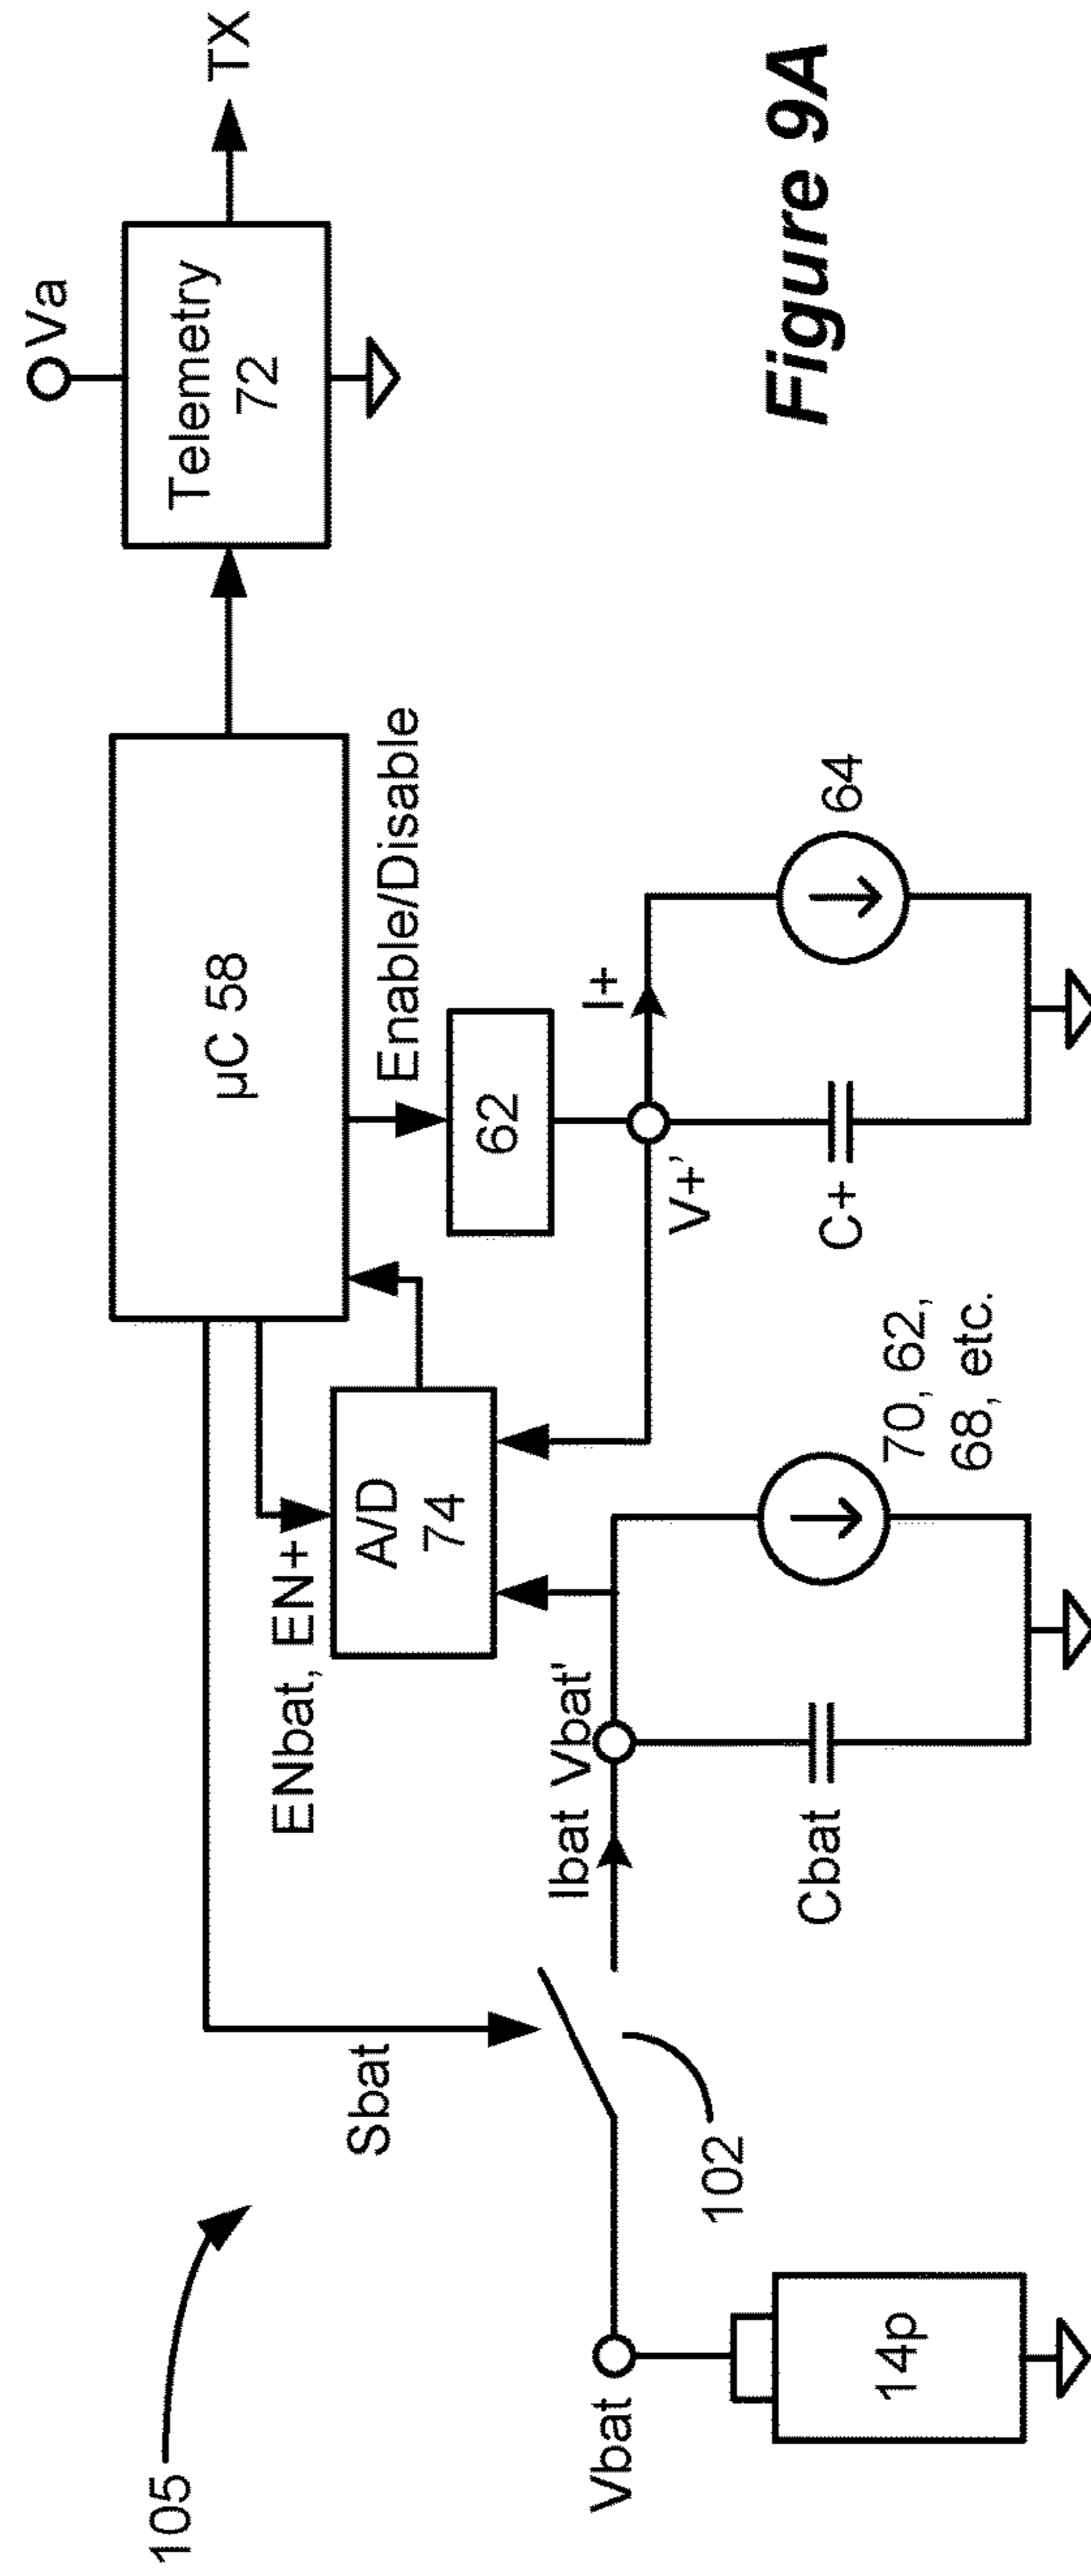 105
Vbat
14p
102
Sbat
ENbat, EN+
Ibat
Vbat'
Cbat
A/D
74
70, 62,
68, etc.
µC 58
Enable/Disable
62
V+’
I+
C+
64
Va
Telemetry
72
TX
Figure 9A